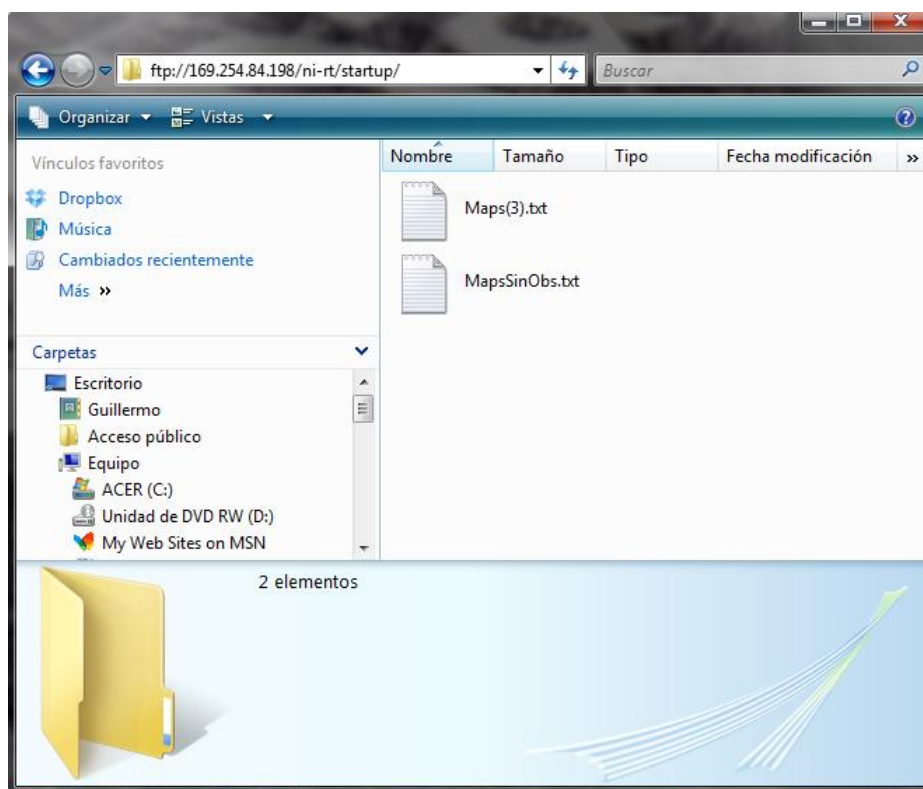 ftp://169.254.84.198/ni-rt/startup/ Buscar
Organizar Vistas
Vínculos favoritos
Dropbox
Música
Cambiados recientemente
Más »
Carpetas
Escritorio
Guillermo
Acceso público
Equipo
ACER (C:)
Unidad de DVD RW (D:)
My Web Sites on MSN
Nombre Tamaño Tipo Fecha modificación »
Maps(3).txt
MapsSinObs.txt
2 elementos